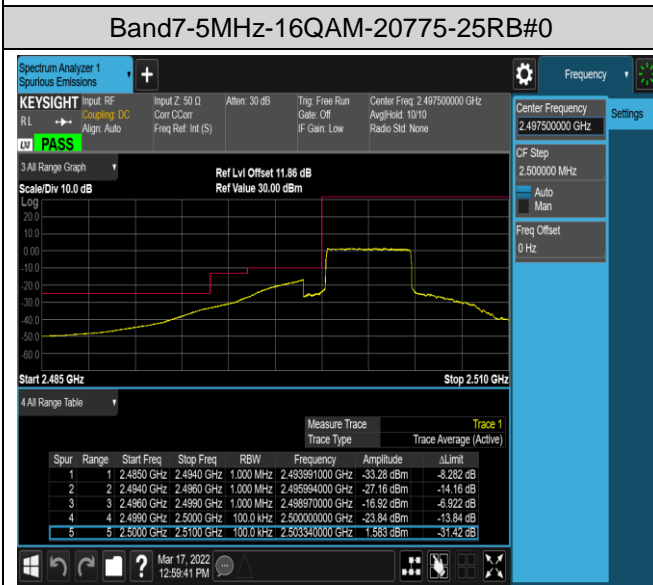 Band7-5MHz-16QAM-20775-25RB#0
Spectrum Analyzer 1
Spurious Emissions
+
Frequency
KEYSIGHT Input: RF Input Z: 50 Ω Atten: 30 dB Trig: Free Run Center Freq: 2.497500000 GHz
RL Coupling: DC Corr CCorr Gate: Off Avg|Hold: 10/10
Align: Auto Freq Ref: Int (S) IF Gain: Low Radio Std: None
LXI PASS
Center Frequency
2.497500000 GHz
Settings
CF Step
2.500000 MHz
Auto
Man
Freq Offset
0 Hz
3 All Range Graph
Ref Lvl Offset 11.86 dB
Scale/Div 10.0 dB Ref Value 30.00 dBm
Log
20.0
10.0
0.00
-10.0
-20.0
-30.0
-40.0
-50.0
-60.0
Start 2.485 GHz Stop 2.510 GHz
4 All Range Table
Measure Trace Trace 1
Trace Type Trace Average (Active)
Spur Range Start Freq Stop Freq RBW Frequency Amplitude ΔLimit
1 1 2.4850 GHz 2.4940 GHz 1.000 MHz 2.493991000 GHz -33.28 dBm -8.282 dB
2 2 2.4940 GHz 2.4960 GHz 1.000 MHz 2.495994000 GHz -27.16 dBm -14.16 dB
3 3 2.4960 GHz 2.4990 GHz 1.000 MHz 2.498970000 GHz -16.92 dBm -6.922 dB
4 4 2.4990 GHz 2.5000 GHz 100.0 kHz 2.500000000 GHz -23.84 dBm -13.84 dB
5 5 2.5000 GHz 2.5100 GHz 100.0 kHz 2.503340000 GHz 1.583 dBm -31.42 dB
? Mar 17, 2022
12:59:41 PM